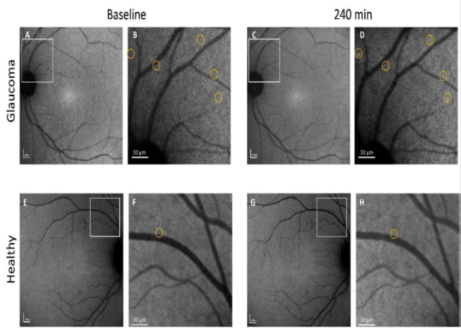 Baseline 240 min
Glaucoma
A B C D
50 µm 50 µm
Healthy
E F G H
50 µm 50 µm